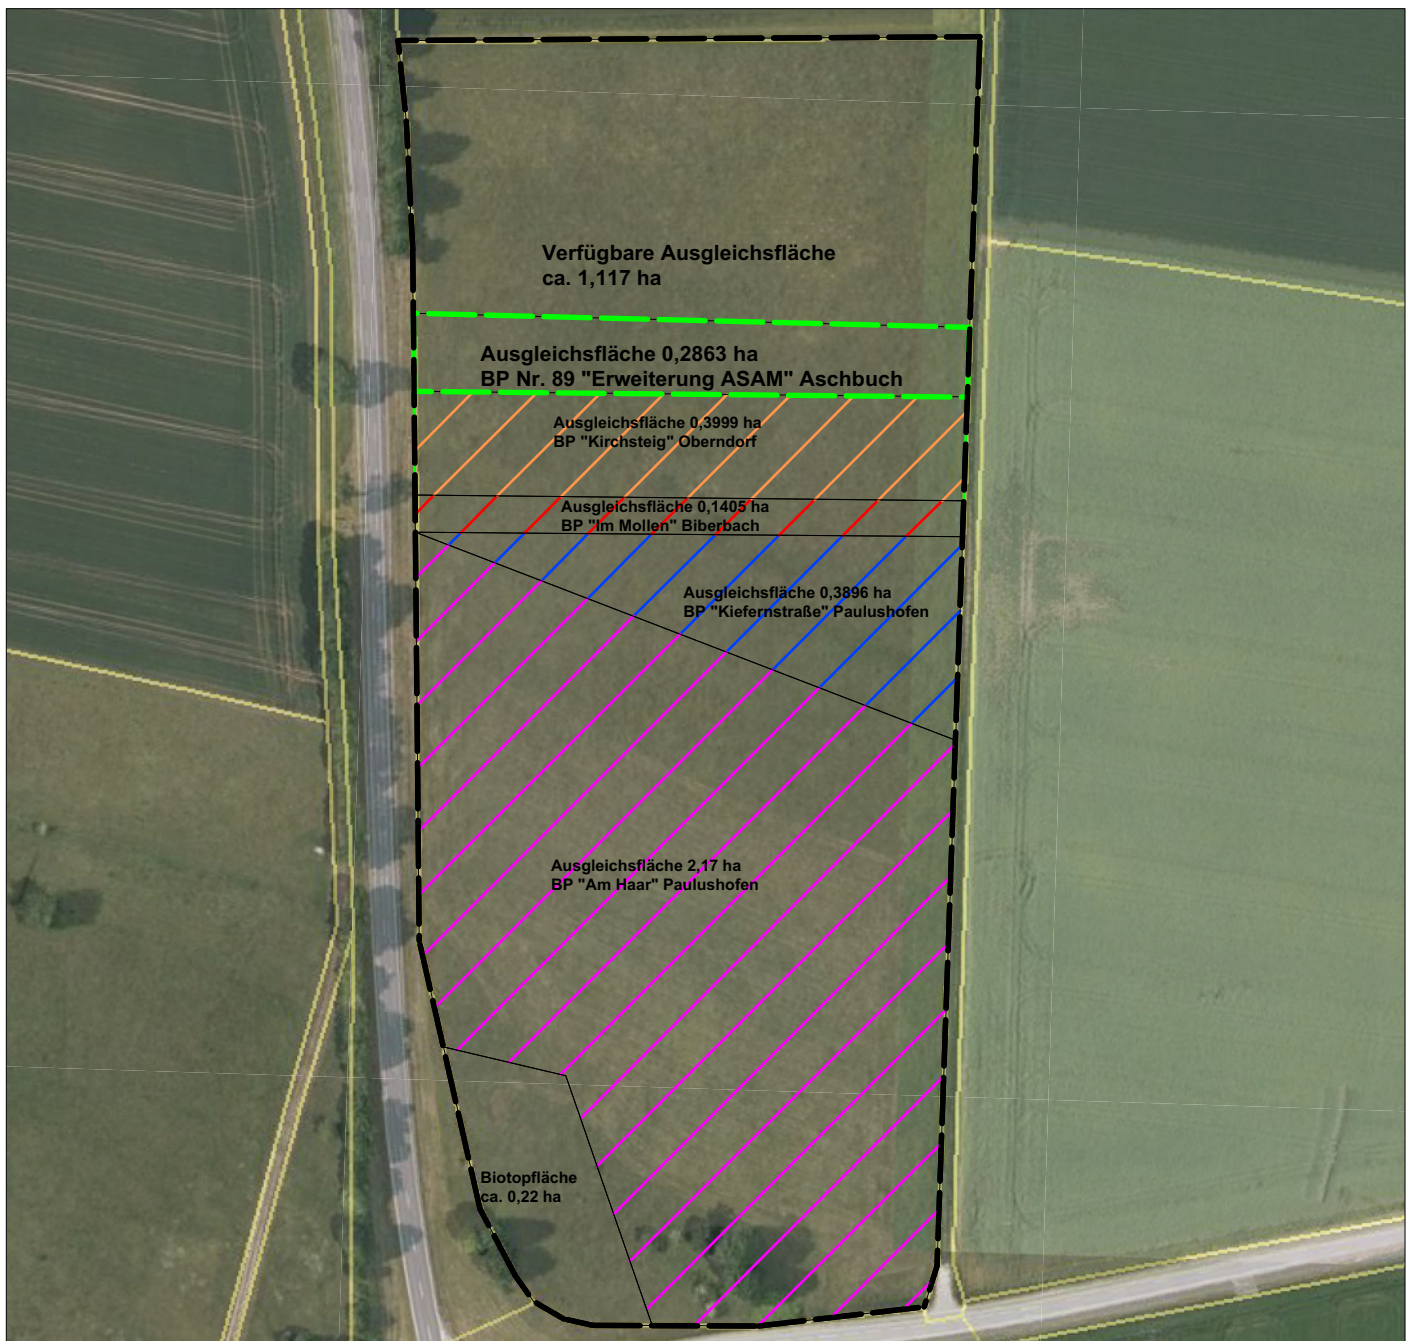 Verfügbare Ausgleichsfläche
ca. 1,117 ha
Ausgleichsfläche 0,2863 ha
BP Nr. 89 "Erweiterung ASAM" Aschbuch
Ausgleichsfläche 0,3999 ha
BP "Kirchsteig" Oberndorf
Ausgleichsfläche 0,1405 ha
BP "Im Mollen" Biberbach
Ausgleichsfläche 0,3896 ha
BP "Kiefernstraße" Paulushofen
Ausgleichsfläche 2,17 ha
BP "Am Haar" Paulushofen
Biotopfläche
ca. 0,22 ha